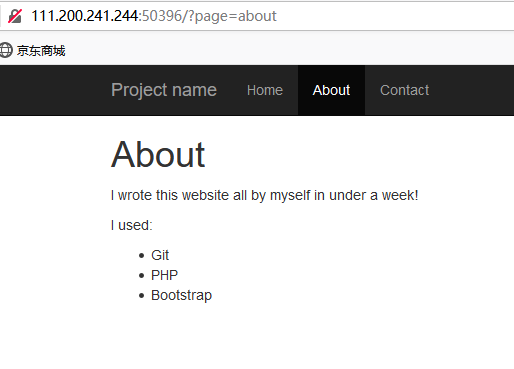 111.200.241.244:50396/?page=about
京东商城
Project name Home About Contact
About
I wrote this website all by myself in under a week!
I used:
Git
PHP
Bootstrap